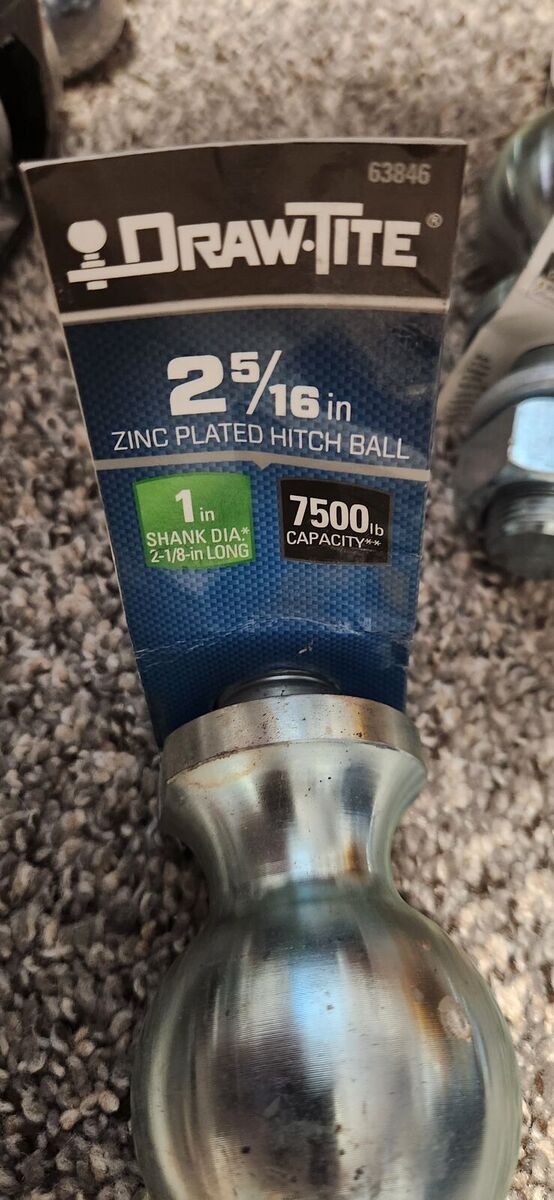 63846
DRAW·TITE®
2 5/16 in
ZINC PLATED HITCH BALL
1 in
SHANK DIA.*
2-1/8-in LONG
7500 lb
CAPACITY**